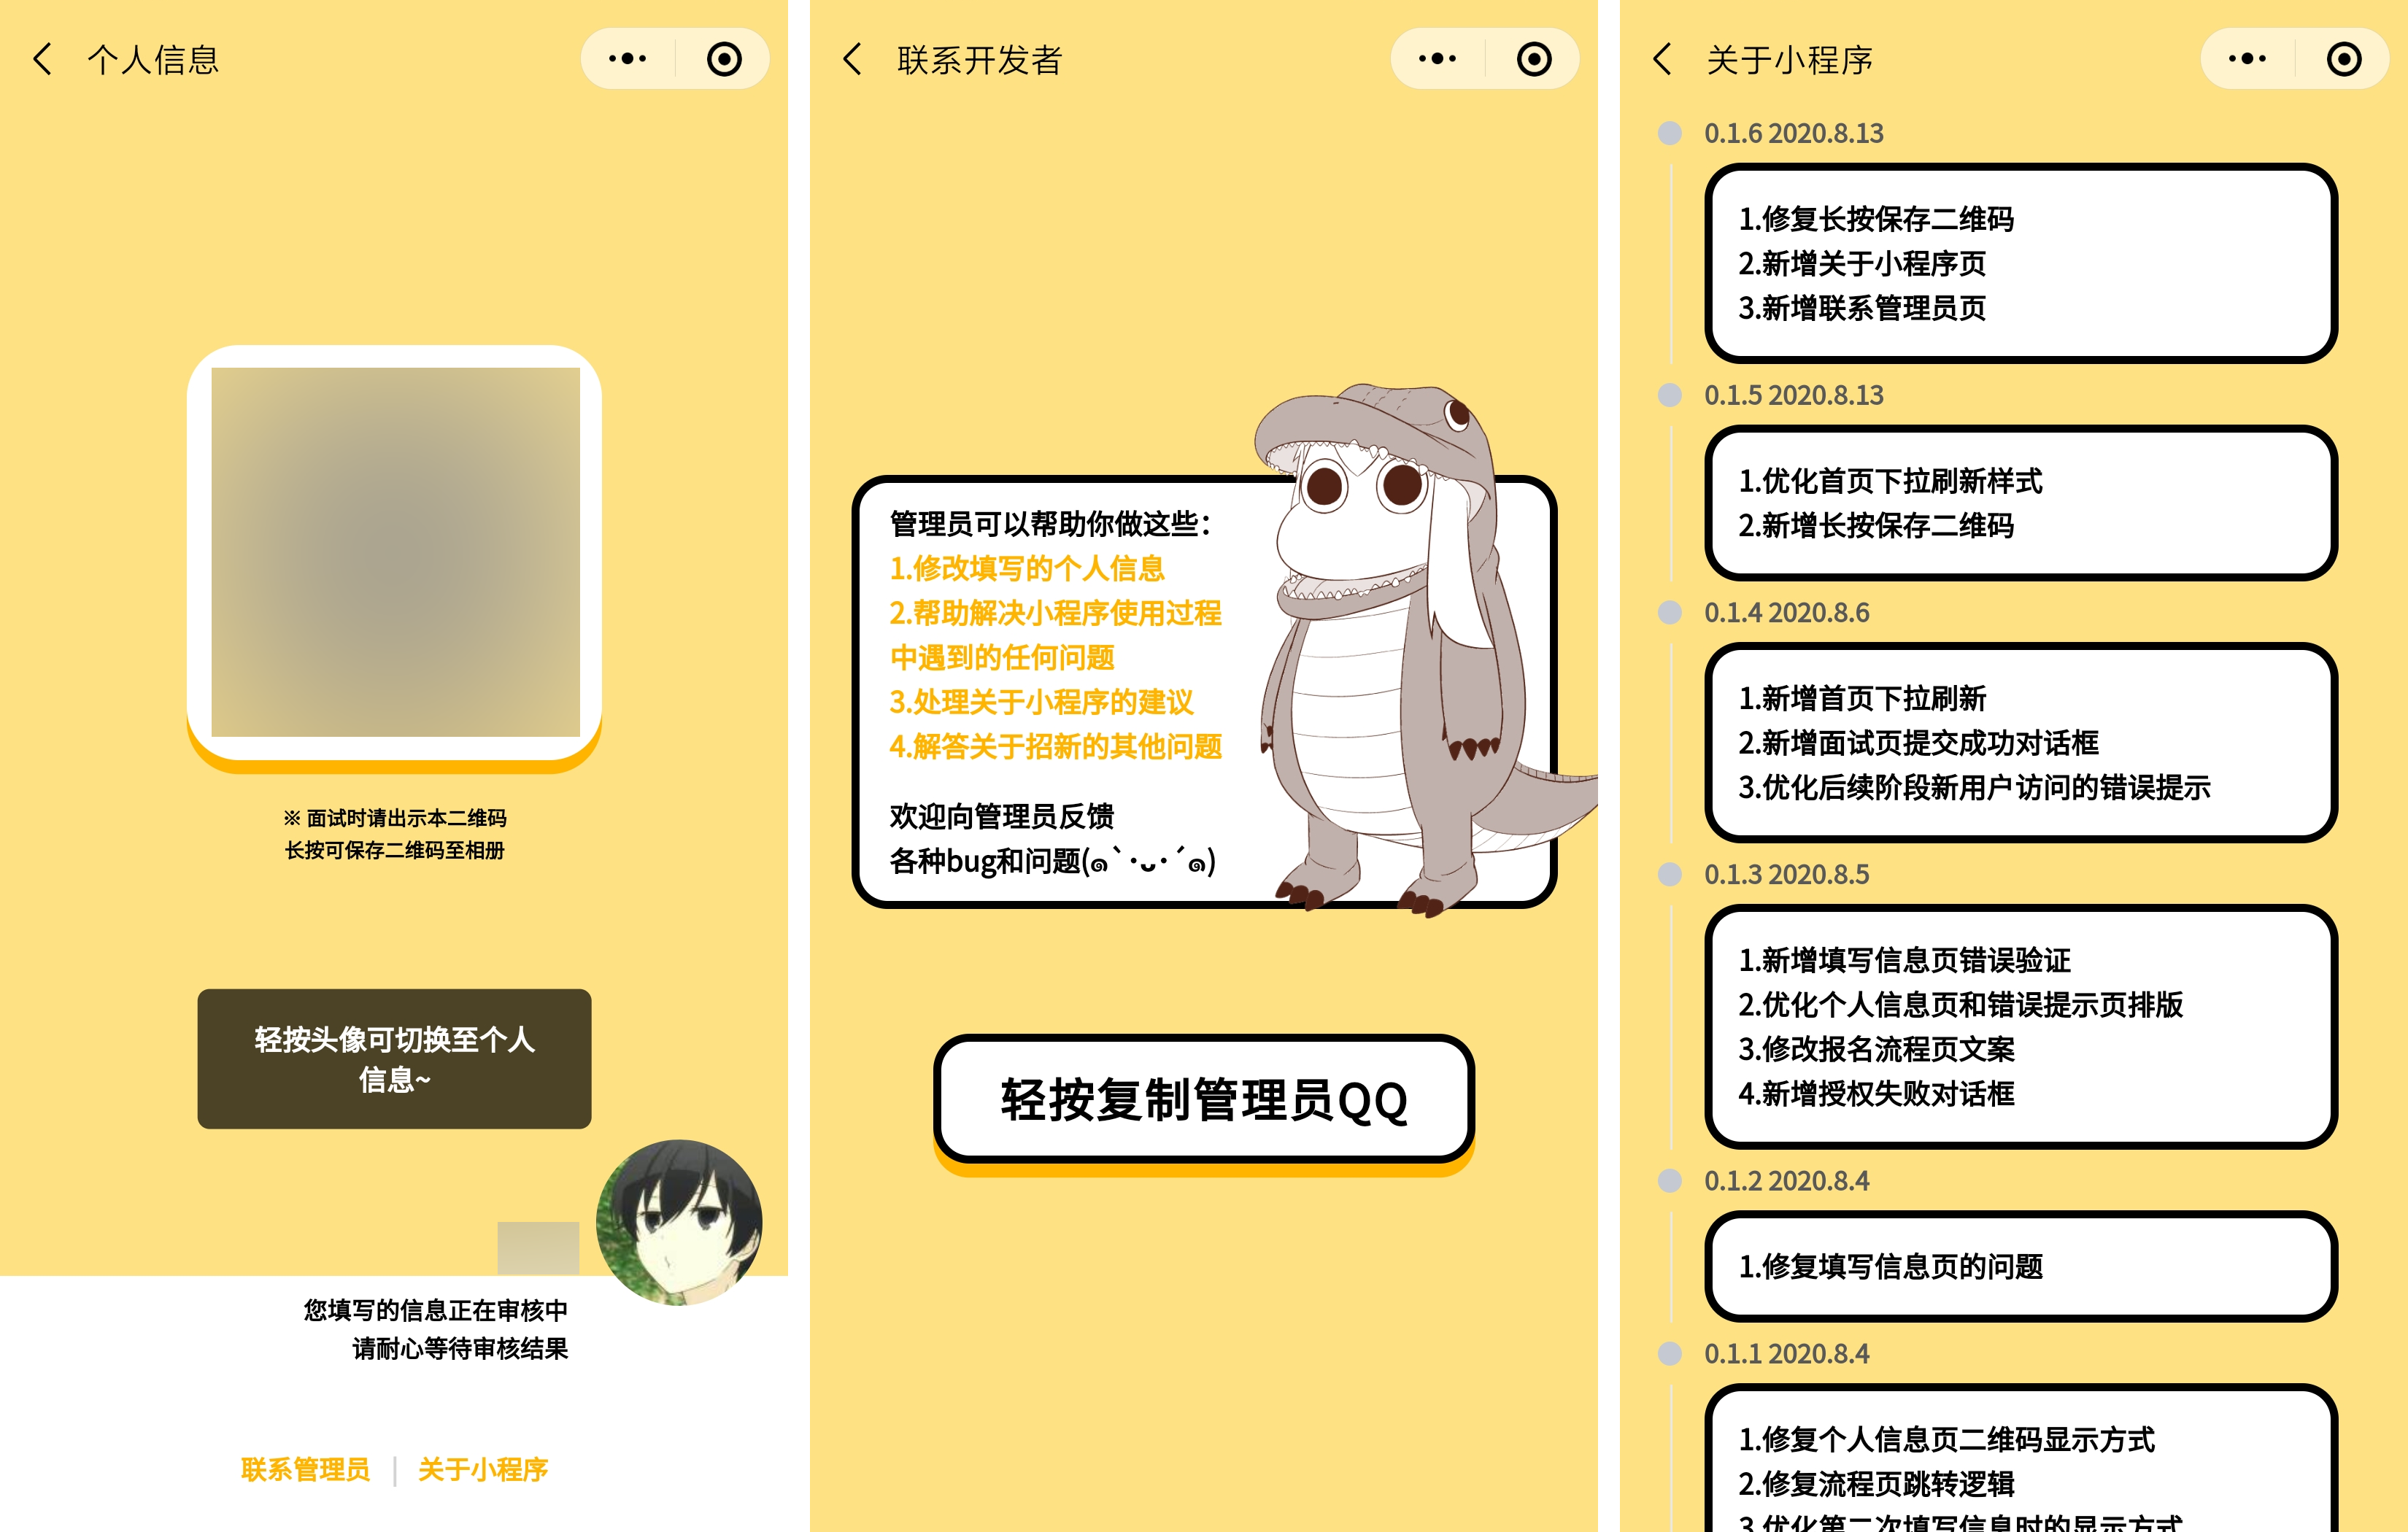 个人信息
※ 面试时请出示本二维码
长按可保存二维码至相册
轻按头像可切换至个人
信息~
您填写的信息正在审核中
请耐心等待审核结果
联系管理员 | 关于小程序
联系开发者
管理员可以帮助你做这些：
1.修改填写的个人信息
2.帮助解决小程序使用过程
中遇到的任何问题
3.处理关于小程序的建议
4.解答关于招新的其他问题
欢迎向管理员反馈
各种bug和问题(๑`･ᴗ･´๑)
轻按复制管理员QQ
关于小程序
0.1.6 2020.8.13
1.修复长按保存二维码
2.新增关于小程序页
3.新增联系管理员页
0.1.5 2020.8.13
1.优化首页下拉刷新样式
2.新增长按保存二维码
0.1.4 2020.8.6
1.新增首页下拉刷新
2.新增面试页提交成功对话框
3.优化后续阶段新用户访问的错误提示
0.1.3 2020.8.5
1.新增填写信息页错误验证
2.优化个人信息页和错误提示页排版
3.修改报名流程页文案
4.新增授权失败对话框
0.1.2 2020.8.4
1.修复填写信息页的问题
0.1.1 2020.8.4
1.修复个人信息页二维码显示方式
2.修复流程页跳转逻辑
3.优化第二次填写信息时的显示方式